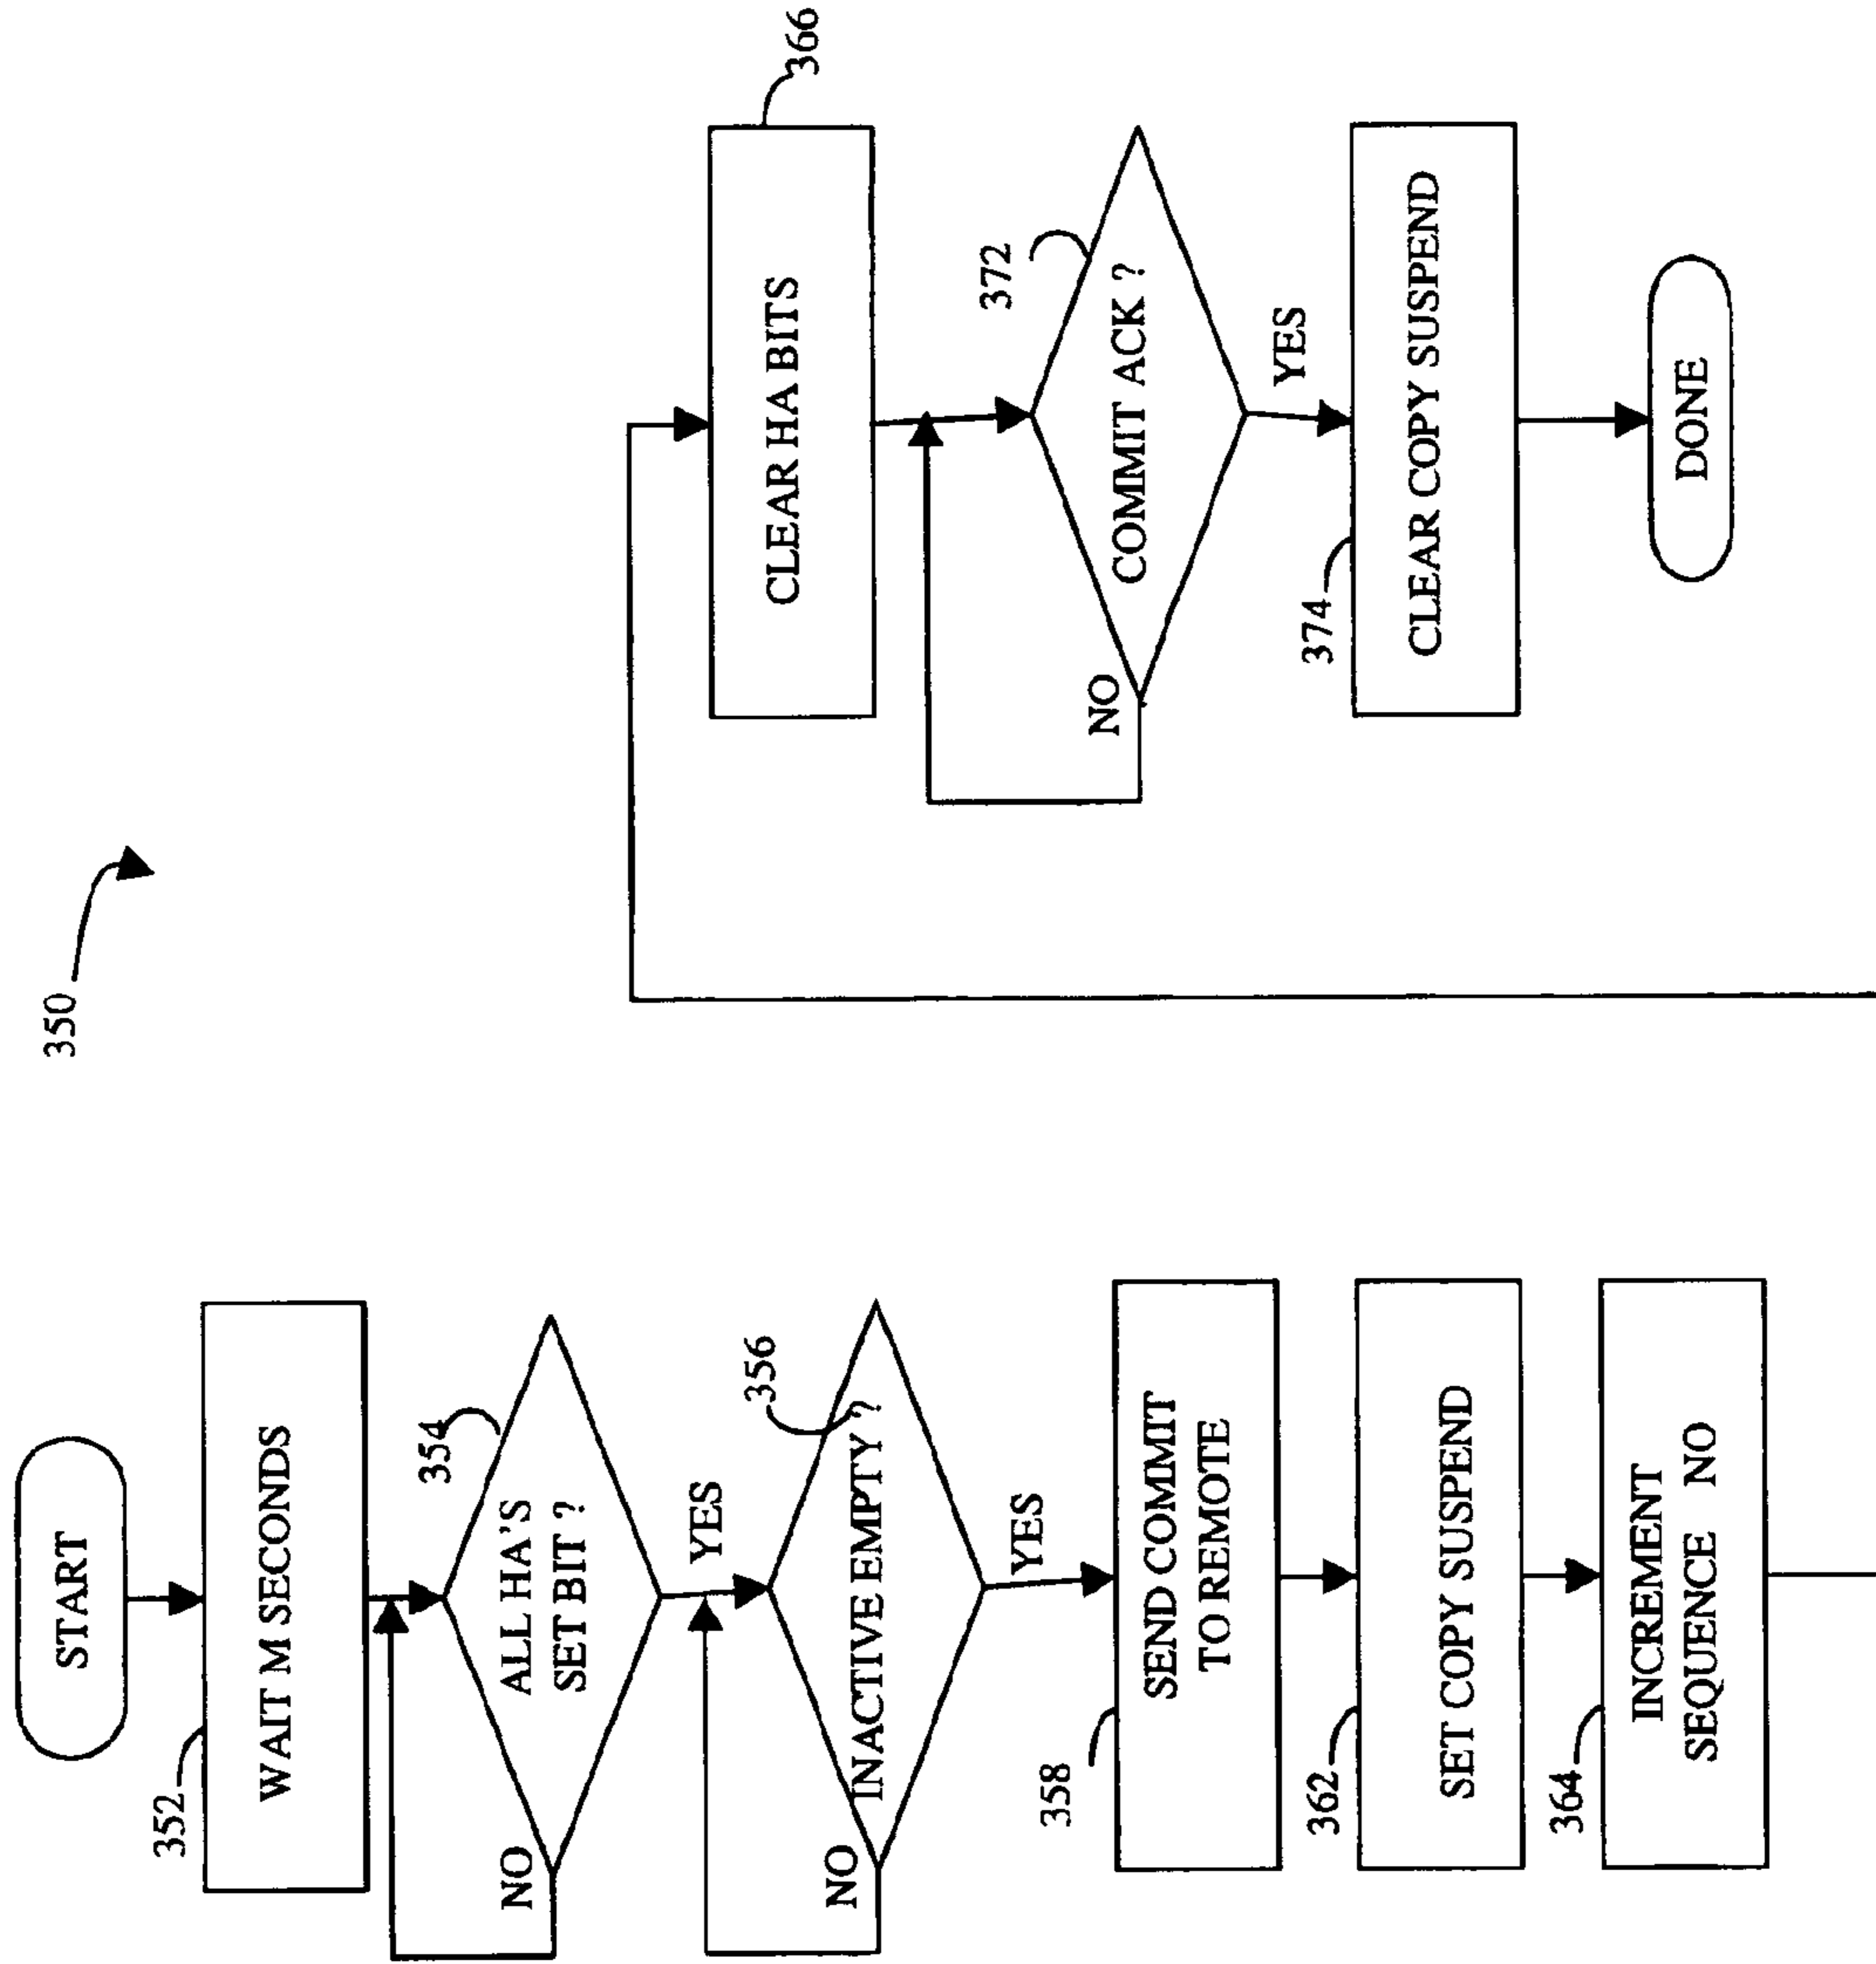 350
START
352
WAIT M SECONDS
354
ALL HA'S
SET BIT ?
NO
YES
356
INACTIVE EMPTY ?
NO
YES
358
SEND COMMIT
TO REMOTE
362
SET COPY SUSPEND
364
INCREMENT
SEQUENCE NO
366
CLEAR HA BITS
372
COMMIT ACK ?
NO
YES
374
CLEAR COPY SUSPEND
DONE